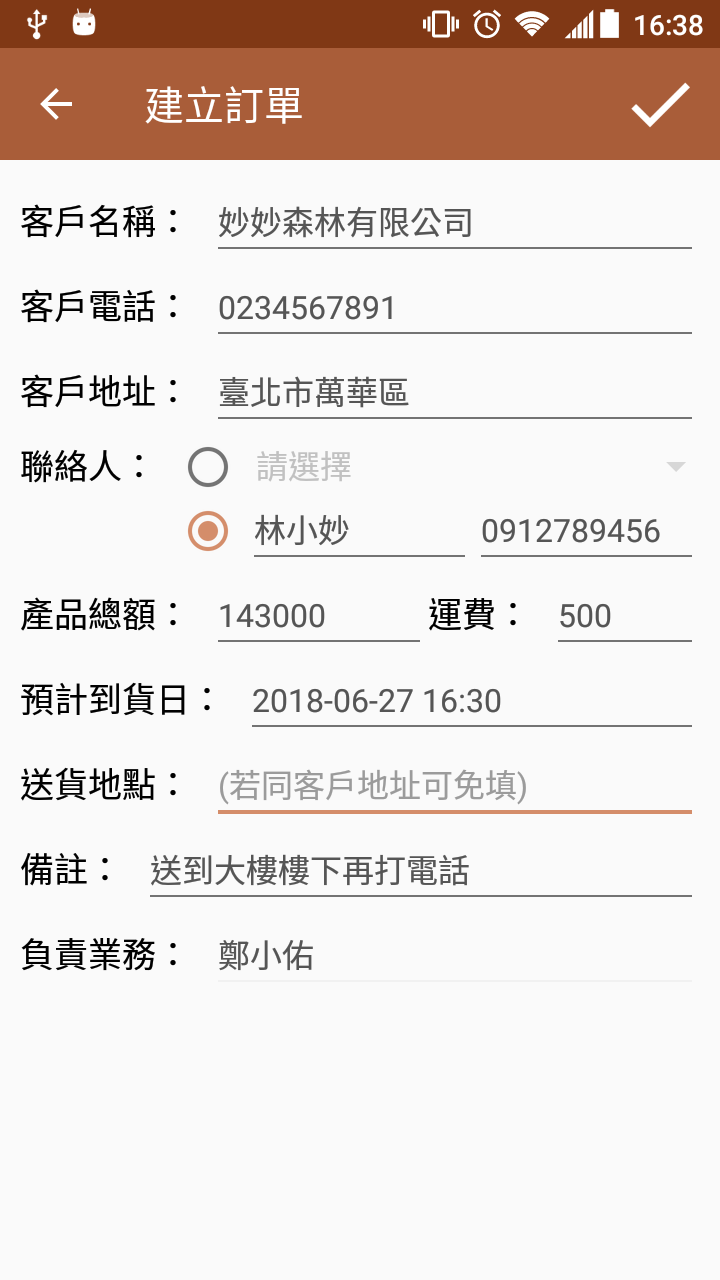 16:38
建立訂單
客戶名稱： 妙妙森林有限公司
客戶電話： 0234567891
客戶地址： 臺北市萬華區
聯絡人： 請選擇
林小妙 0912789456
產品總額： 143000 運費： 500
預計到貨日： 2018-06-27 16:30
送貨地點： (若同客戶地址可免填)
備註： 送到大樓樓下再打電話
負責業務： 鄭小佑